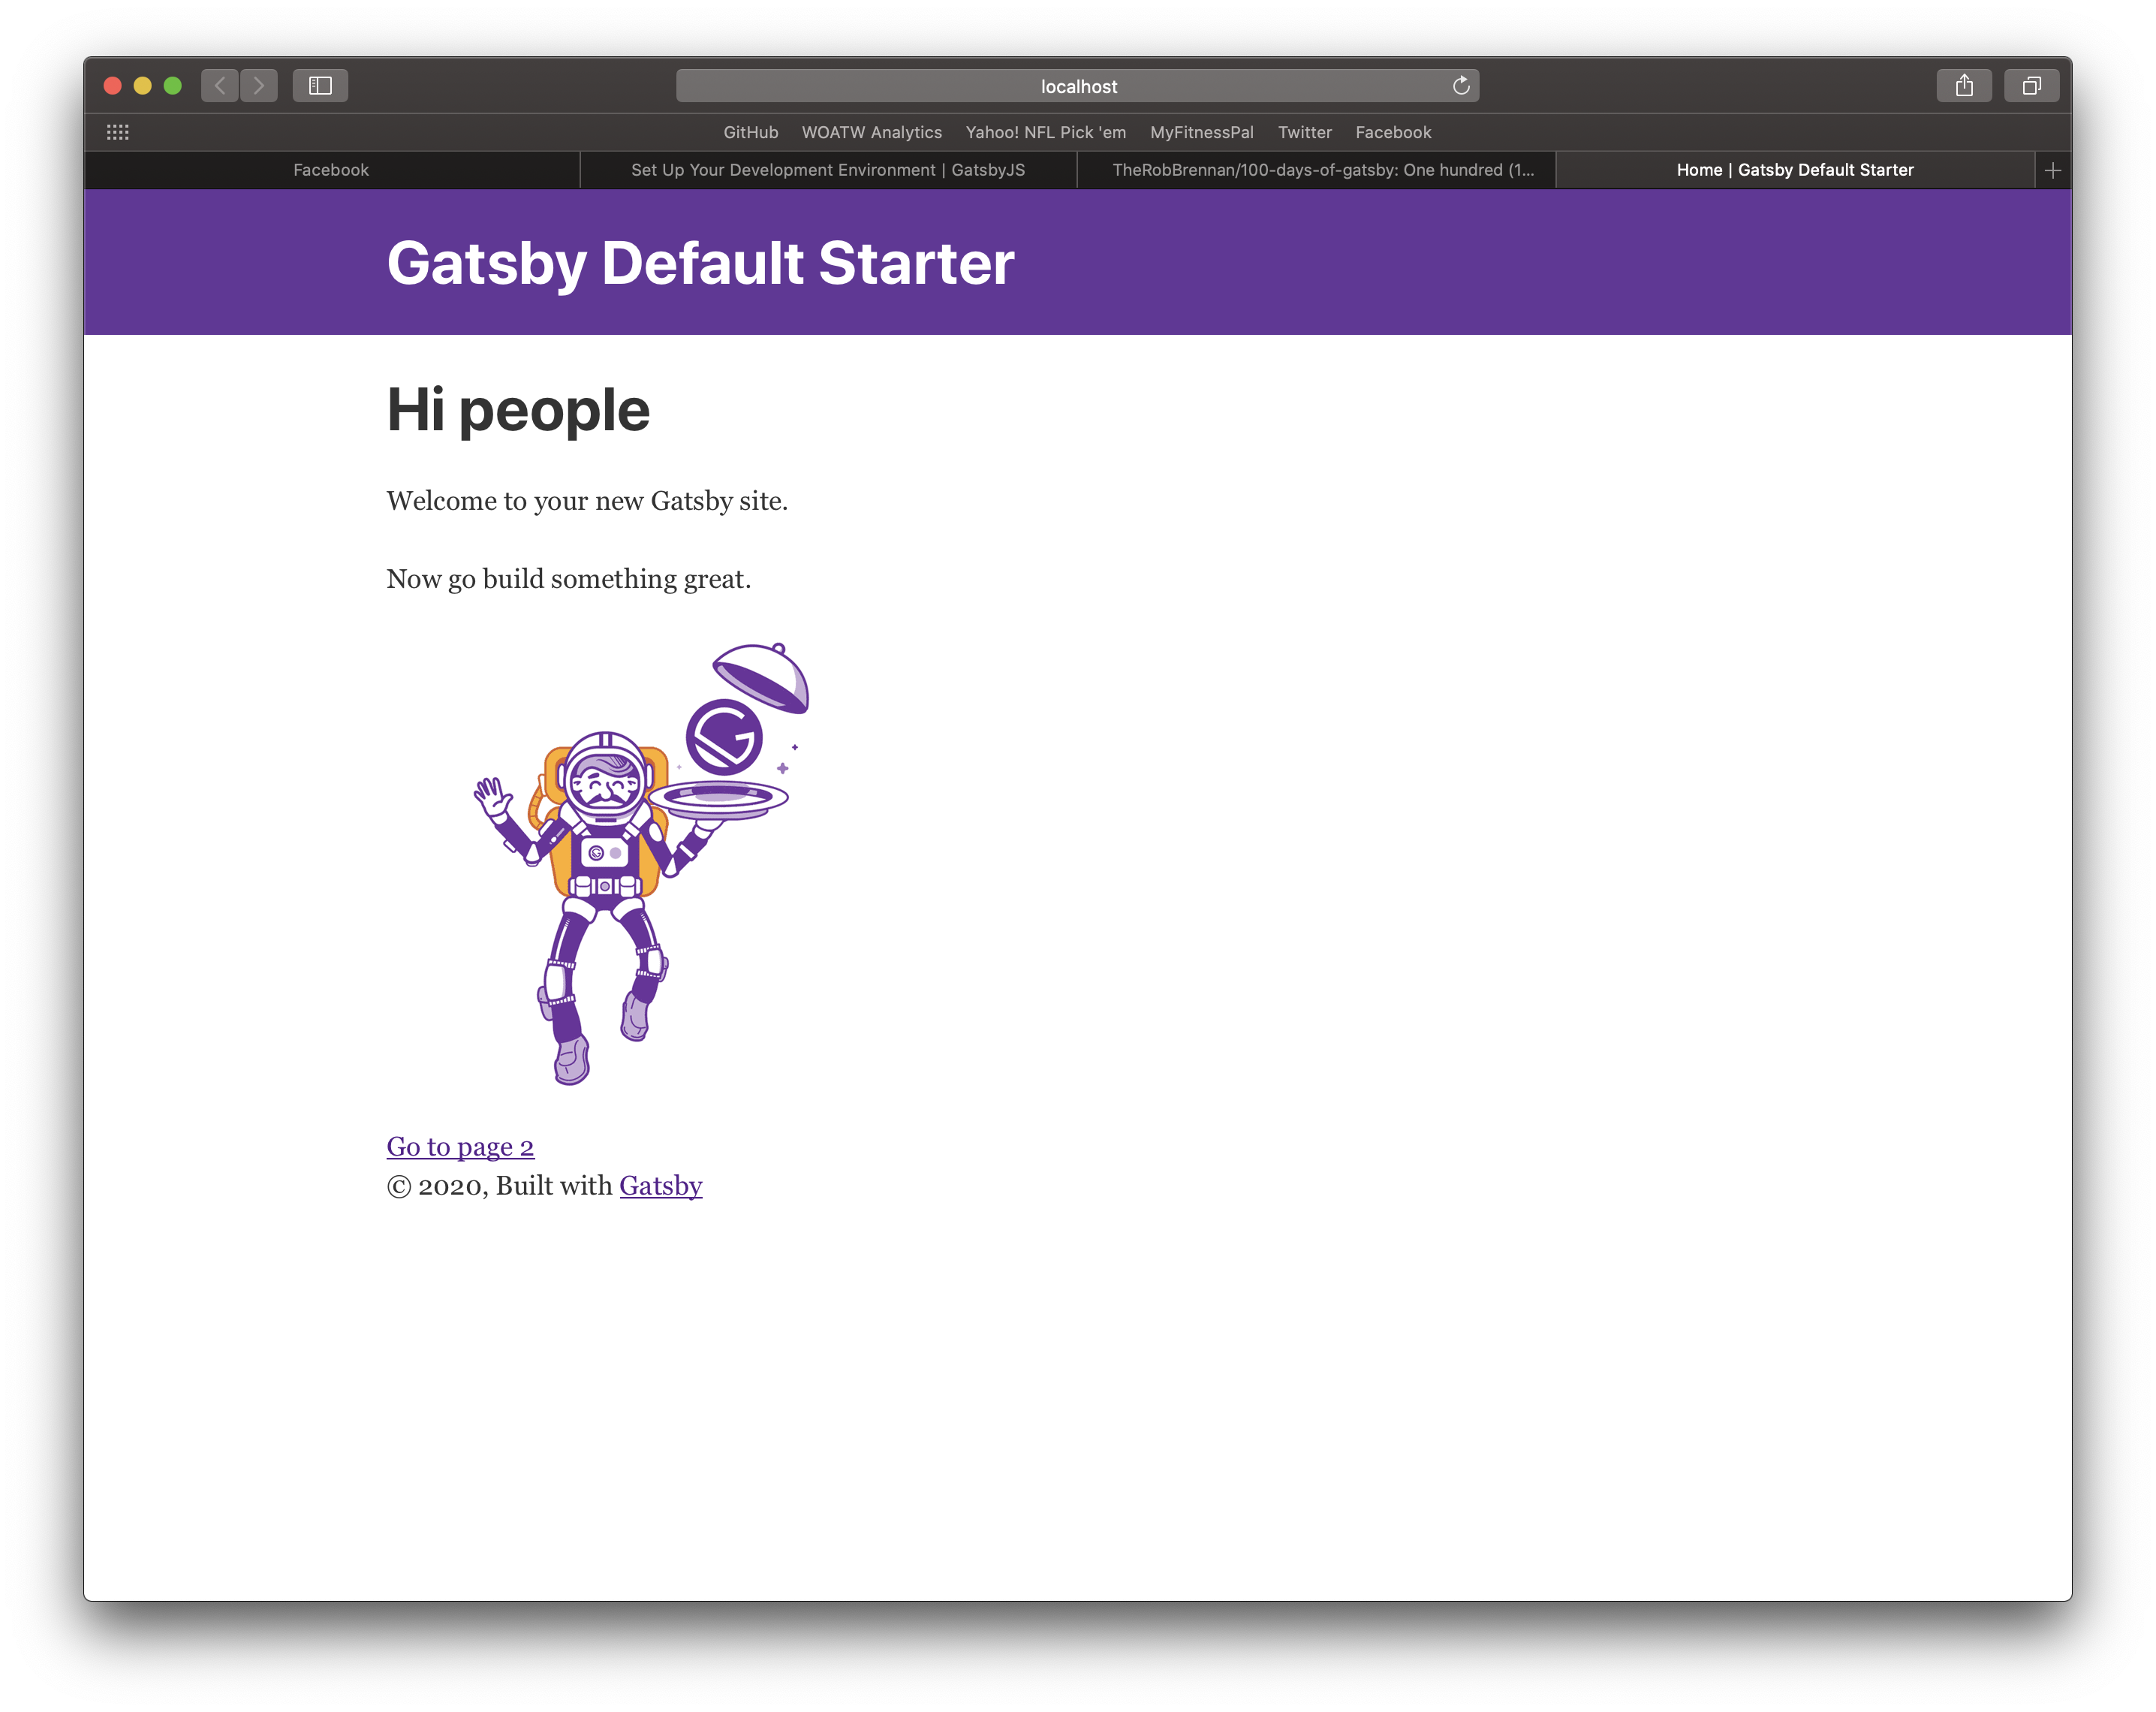 localhost
GitHub WOATW Analytics Yahoo! NFL Pick 'em MyFitnessPal Twitter Facebook
Facebook Set Up Your Development Environment | GatsbyJS TheRobBrennan/100-days-of-gatsby: One hundred (1... Home | Gatsby Default Starter
Gatsby Default Starter
Hi people
Welcome to your new Gatsby site.
Now go build something great.
G
G
Go to page 2
© 2020, Built with Gatsby